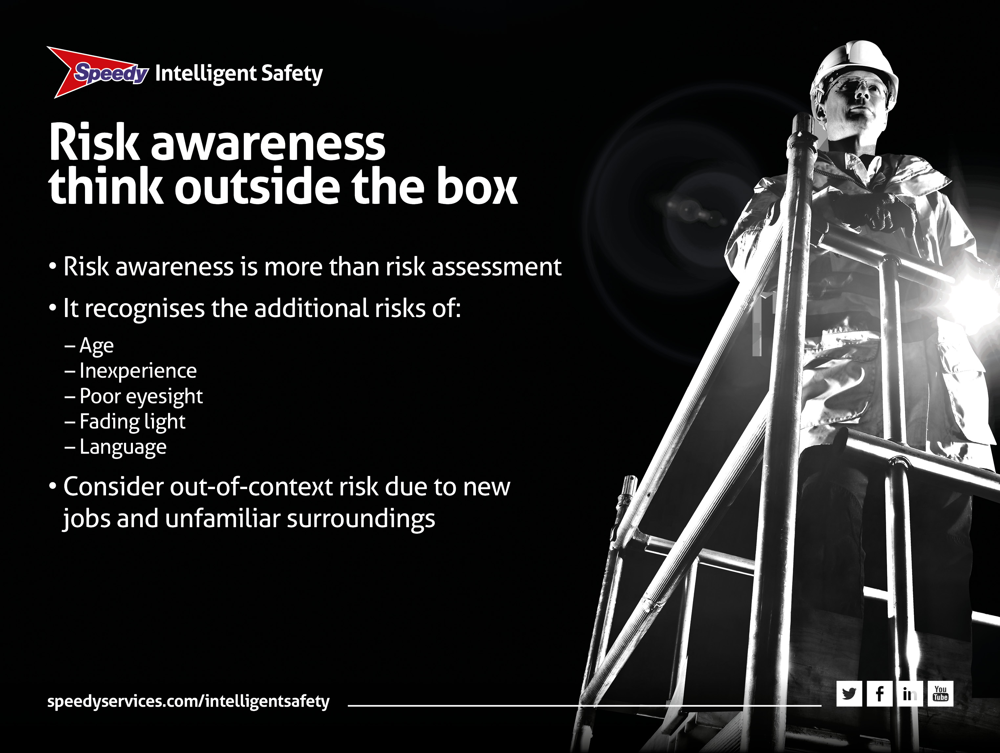 Speedy Intelligent Safety
Risk awareness
think outside the box
• Risk awareness is more than risk assessment
• It recognises the additional risks of:
– Age
– Inexperience
– Poor eyesight
– Fading light
– Language
• Consider out-of-context risk due to new
jobs and unfamiliar surroundings
speedyservices.com/intelligentsafety
f in You
Tube